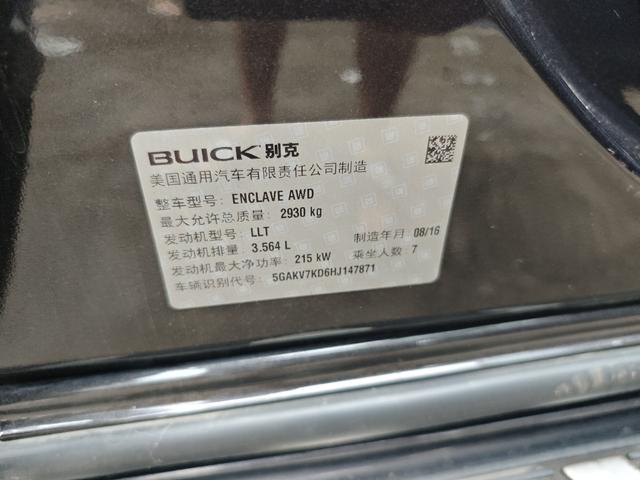 BUICK 别克
美国通用汽车有限责任公司制造
整车型号: ENCLAVE AWD
最大允许总质量: 2930 kg
发动机型号: LLT 制造年月: 08/16
发动机排量: 3.564 L
发动机最大净功率: 215 kW 乘坐人数: 7
车辆识别代号: 5GAKV7KD6HJ147871